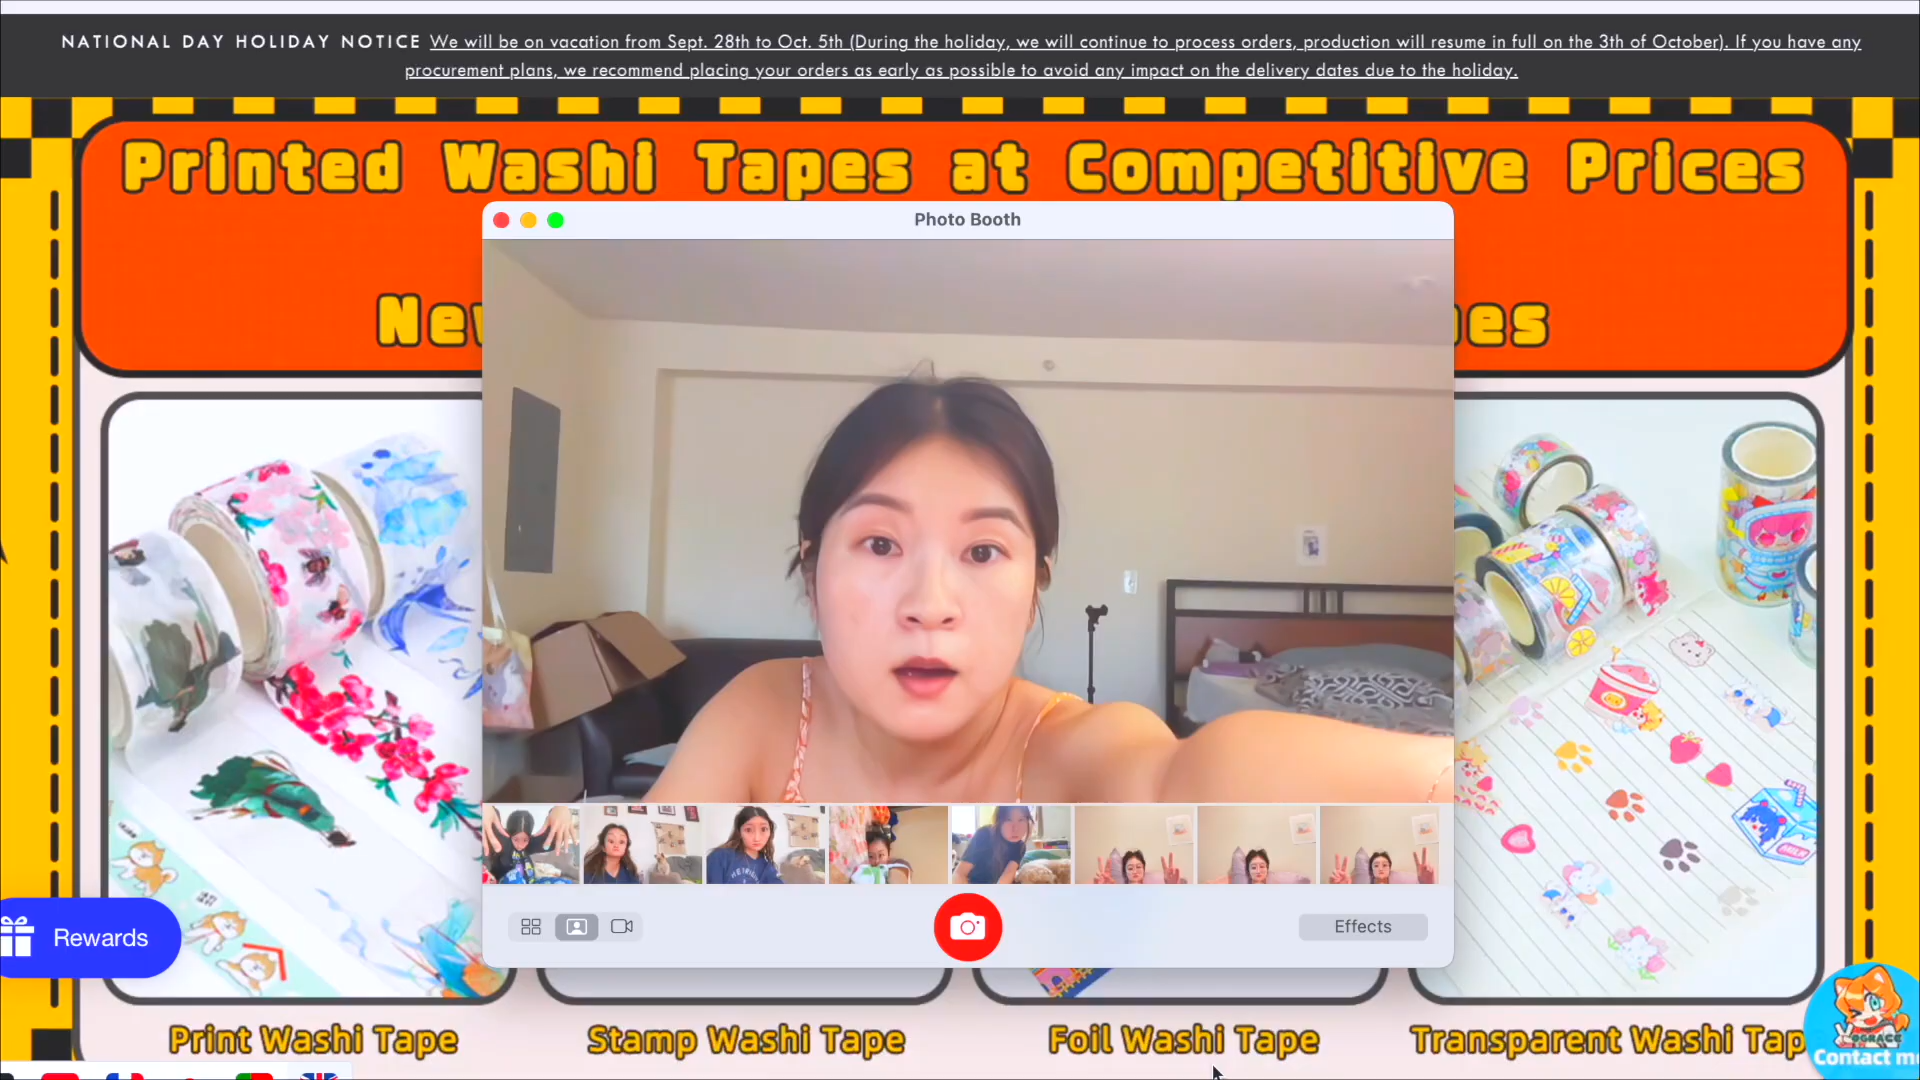 NATIONAL DAY HOLIDAY NOTICE We will be on vacation from Sept. 28th to Oct. 5th (During the holiday, we will continue to process orders, production will resume in full on the 3th of October). If you have any
procurement plans, we recommend placing your orders as early as possible to avoid any impact on the delivery dates due to the holiday.
Printed Washi Tapes at Competitive Prices
Photo Booth
MILK
Rewards
Effects
Print Washi Tape
Stamp Washi Tape
Foil Washi Tape
Transparent Washi Tap
Contact me